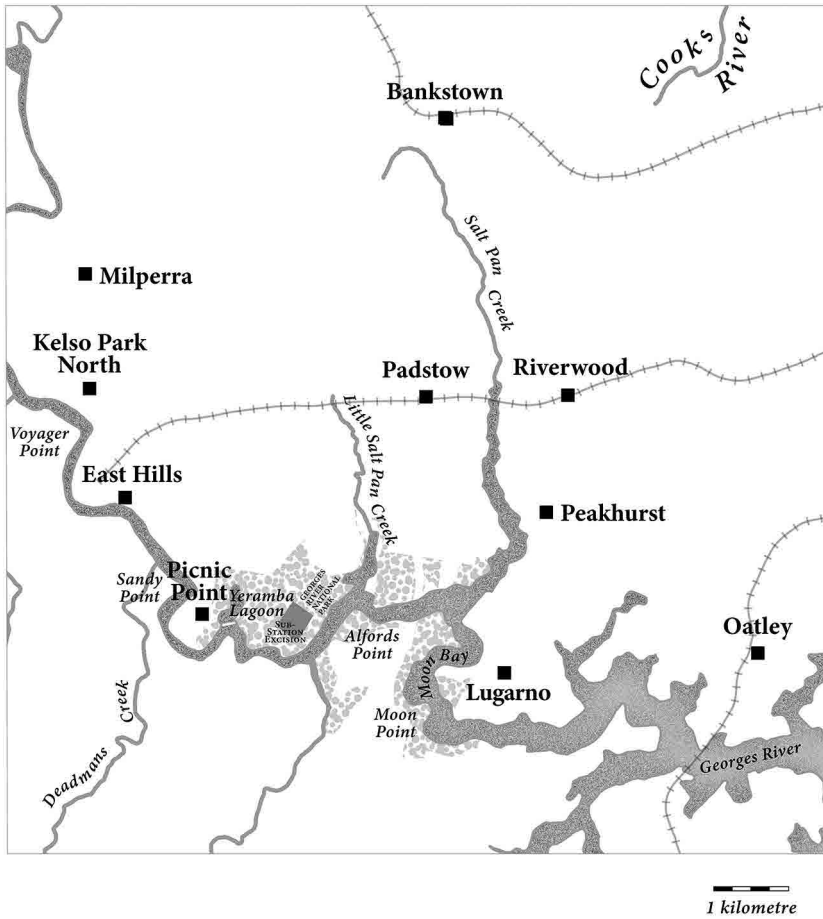 Cooks
River
Bankstown
Salt Pan Creek
Milperra
Kelso Park
North
Padstow
Riverwood
Voyager
Point
Little Salt Pan Creek
East Hills
Peakhurst
Sandy
Point
Picnic
Point
Yeramba
Lagoon
GEORGES
RIVER
NATIONAL
PARK
SUB-
STATION
EXCISION
Alfords
Point
Oatley
Moon Bay
Lugarno
Moon
Point
Deadmans Creek
Georges River
1 kilometre